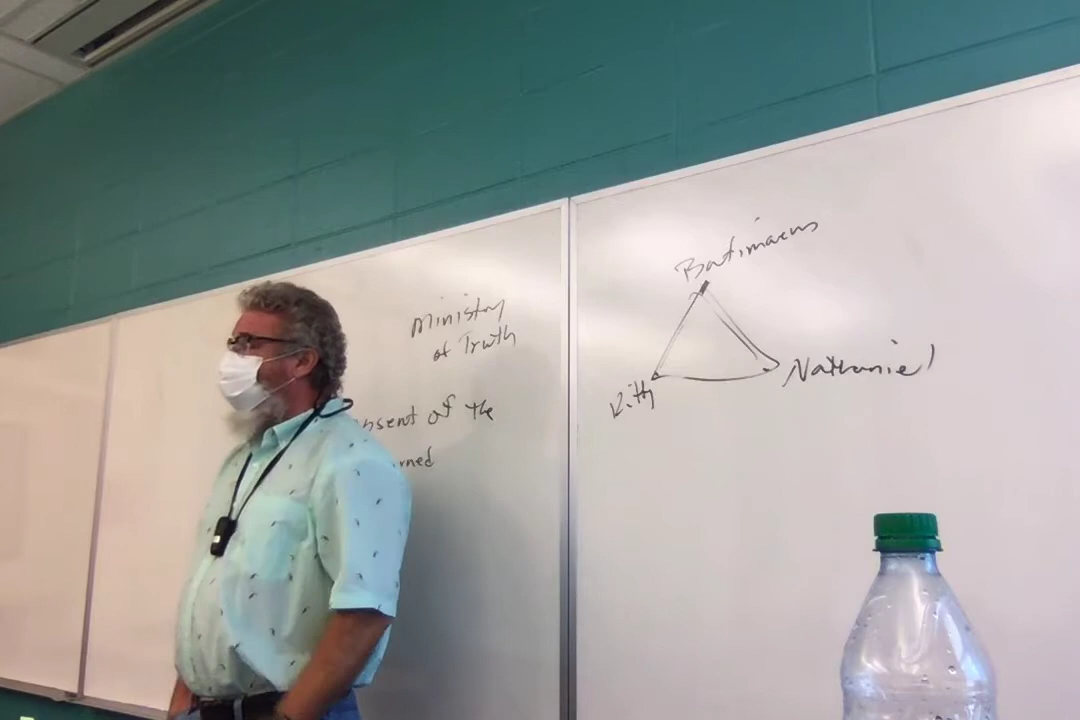 Ministry
of Truth
nsent of the
rned
Bartimaeus
Kitty
Nathaniel